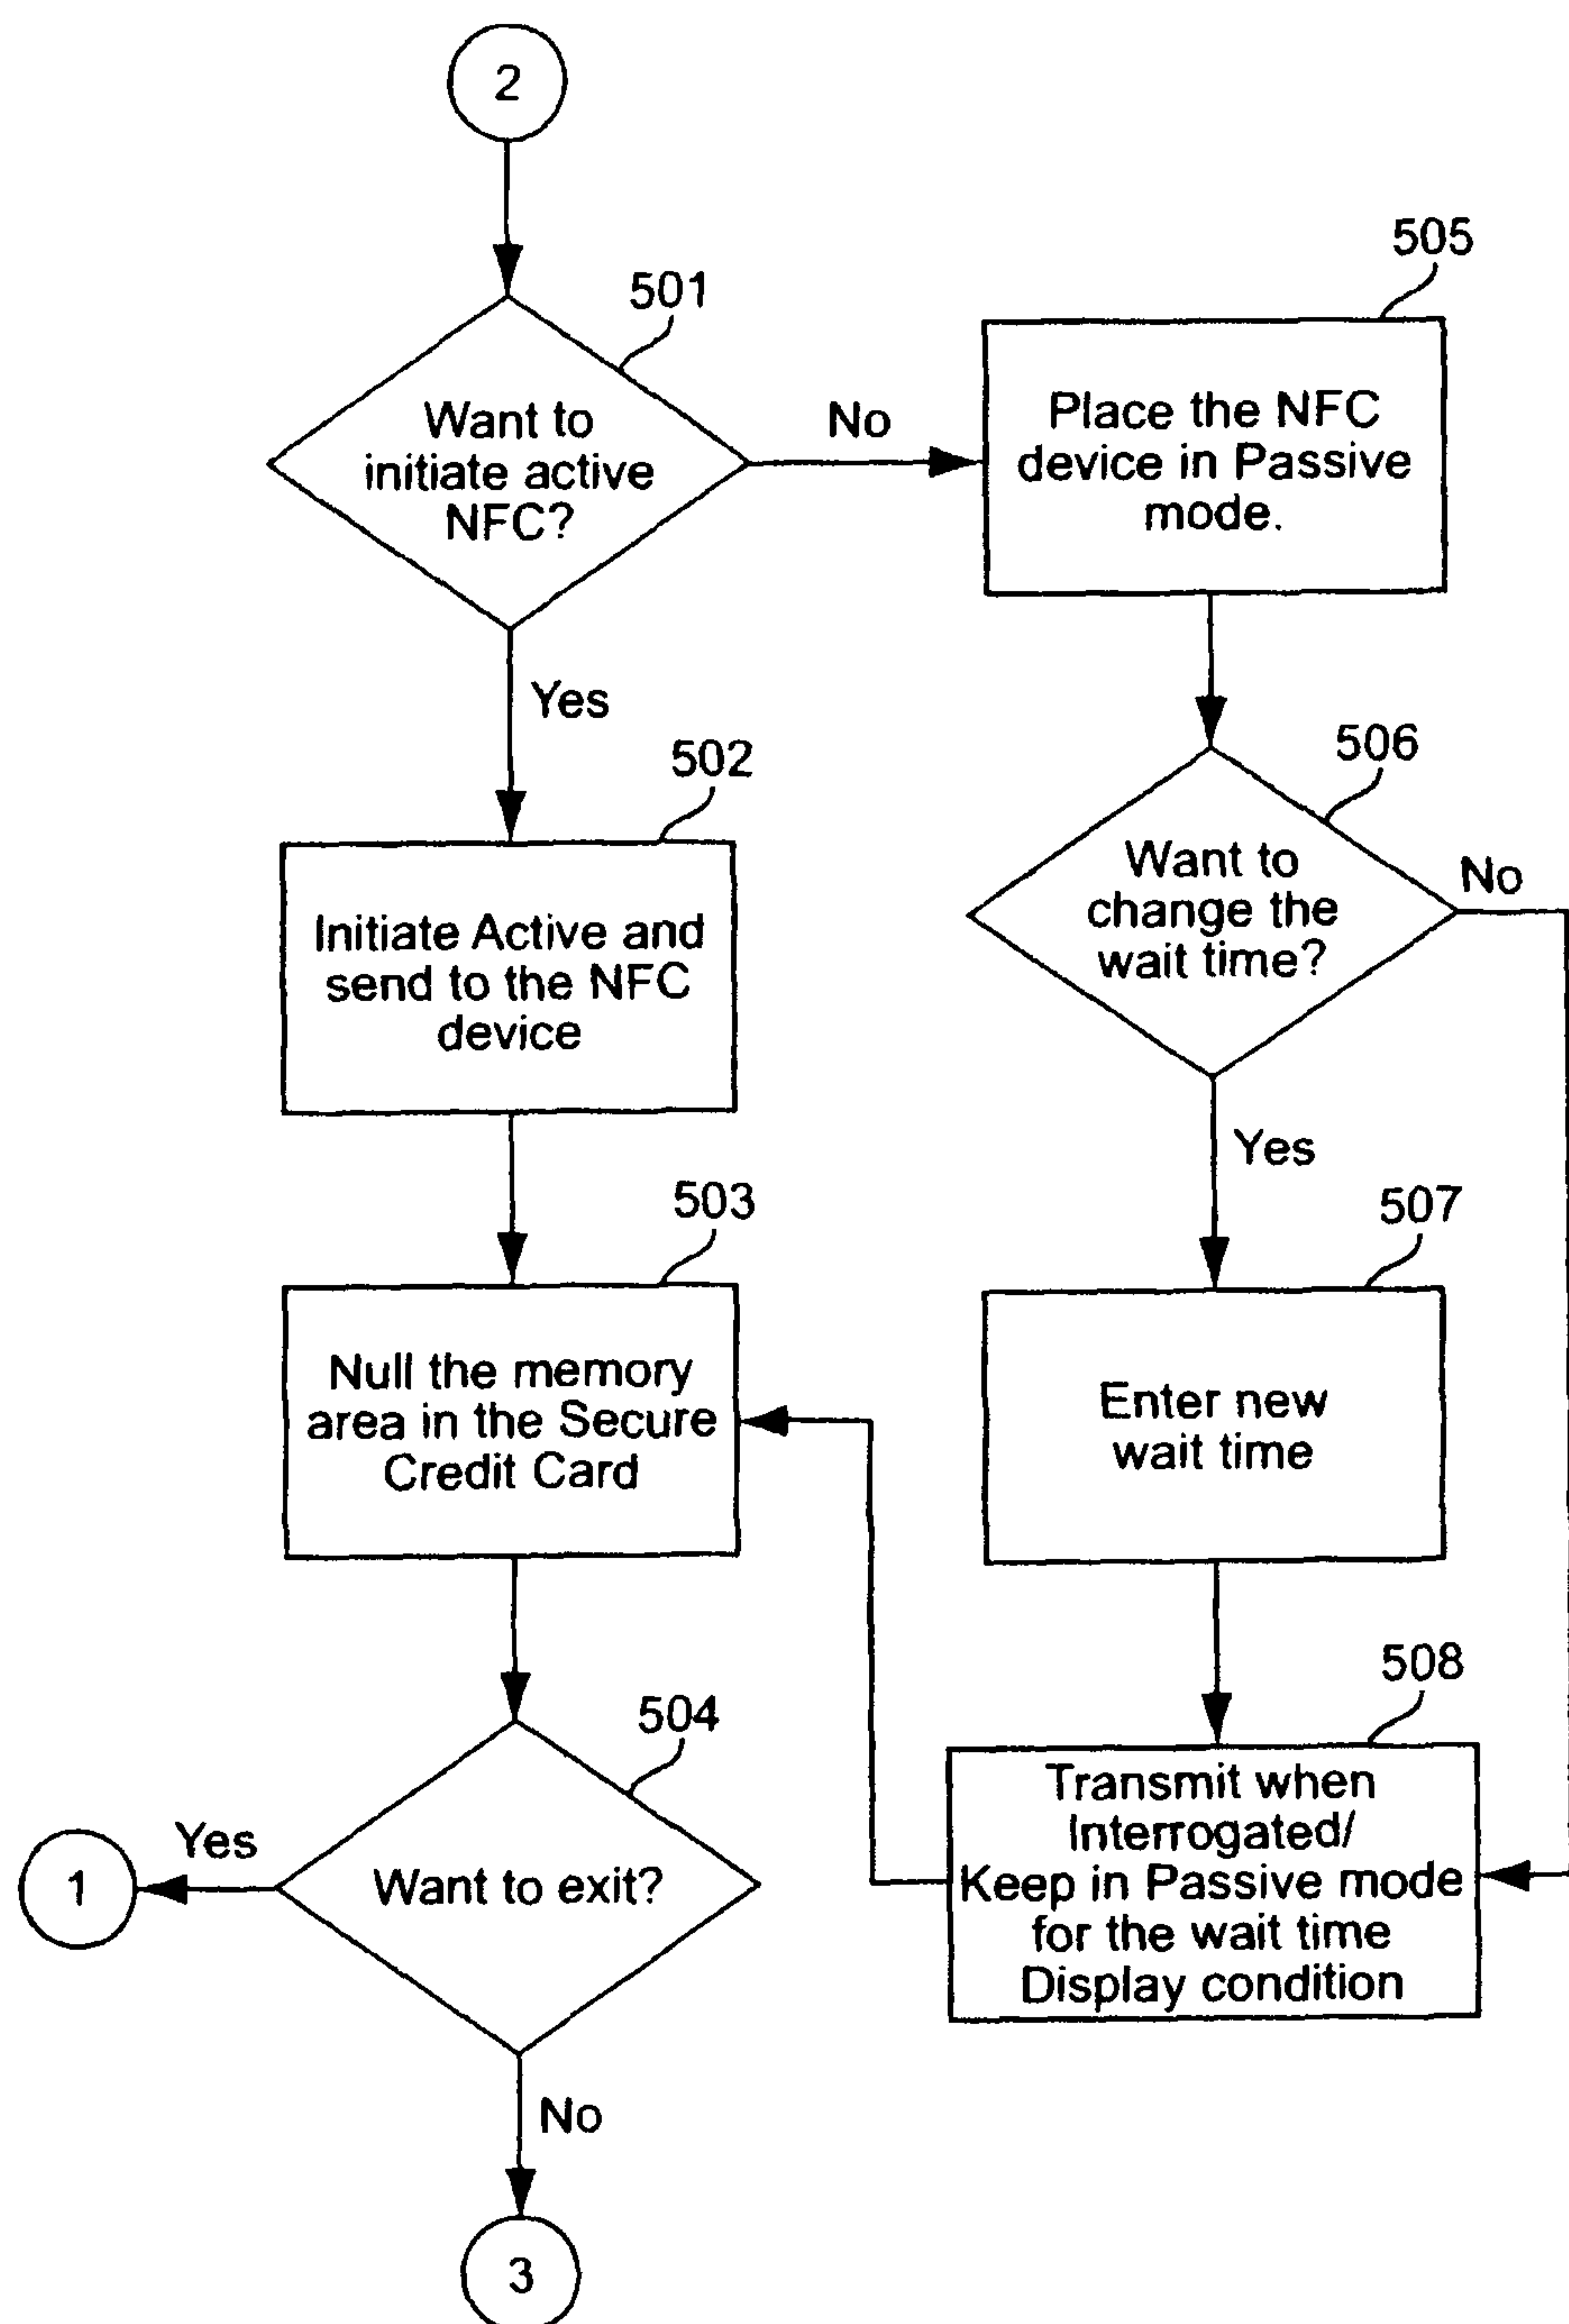 2
501
Want to
initiate active
NFC?
No
505
Place the NFC
device in Passive
mode.
Yes
502
Initiate Active and
send to the NFC
device
506
Want to
change the
wait time?
No
Yes
503
Null the memory
area in the Secure
Credit Card
507
Enter new
wait time
504
Want to exit?
Yes
1
No
3
508
Transmit when
Interrogated/
Keep in Passive mode
for the wait time
Display condition